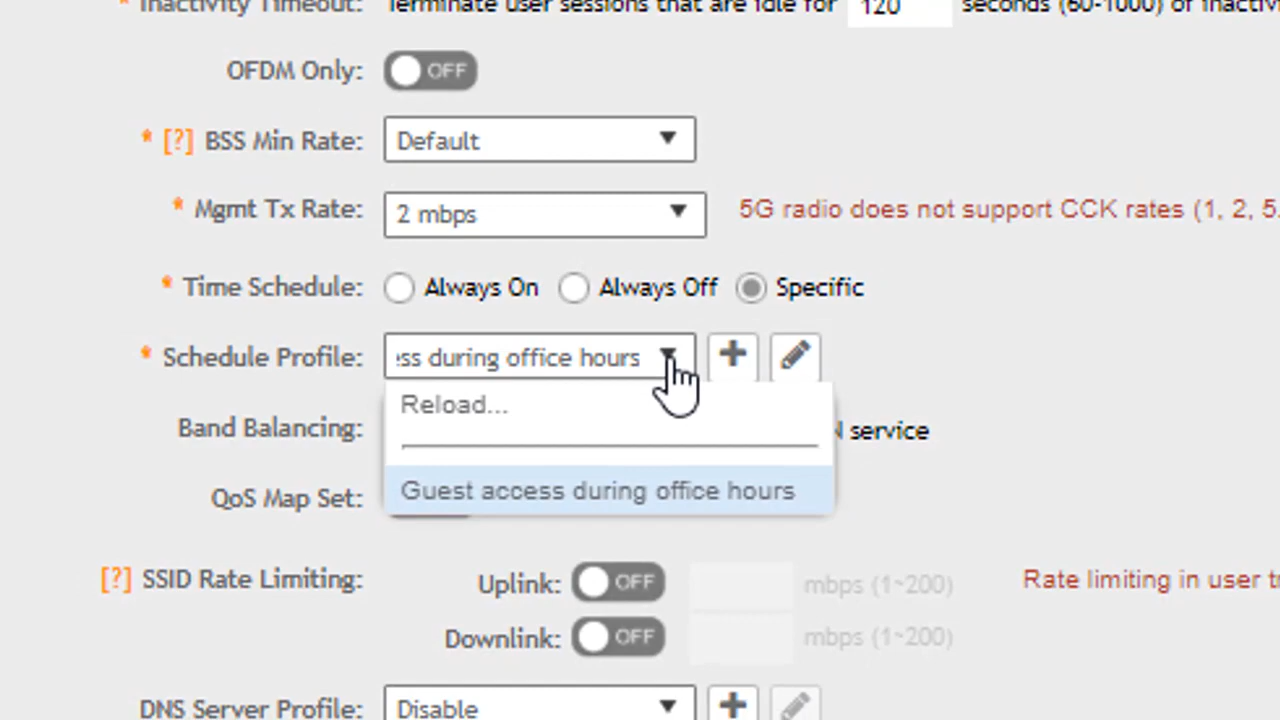 * Inactivity Timeout: Terminate user sessions that are idle for 120 seconds (60-1000) of
OFDM Only: OFF
* [?] BSS Min Rate: Default
* Mgmt Tx Rate: 2 mbps 5G radio does not support CCK rates (1, 2, 5.
* Time Schedule: Always On Always Off Specific
* Schedule Profile: ss during office hours
Reload...
Band Balancing: service
Guest access during office hours
QoS Map Set:
[?] SSID Rate Limiting: Uplink: OFF mbps (1~200) Rate limiting in user
Downlink: OFF mbps (1~200)
DNS Server Profile: Disable